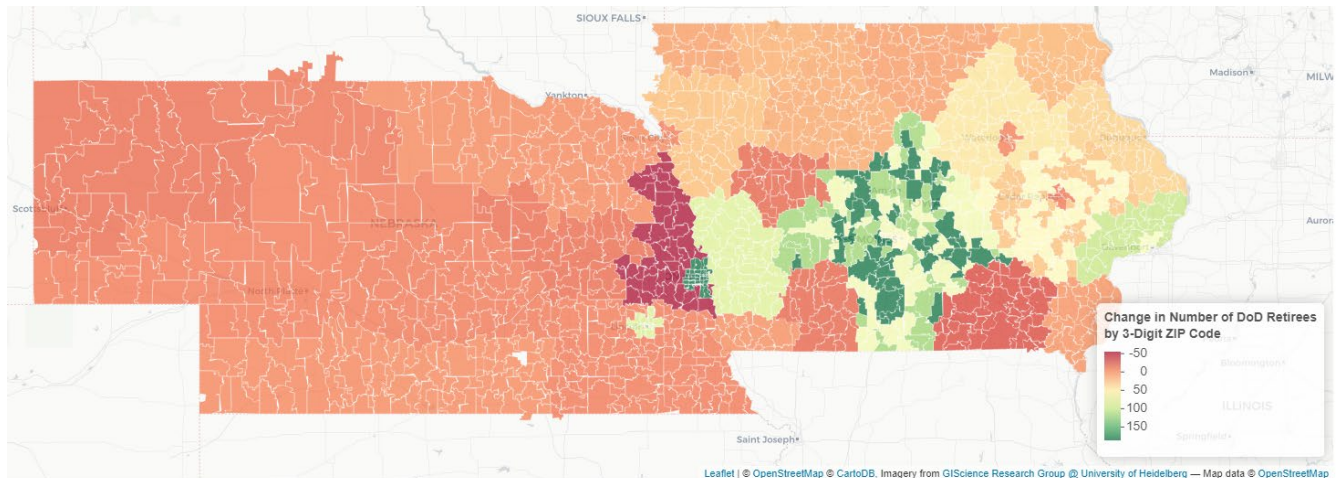 SIOUX FALLS
Madison
MILW
Yankton
Scotts
NEBRASKA
Aurora
North Platte
Change in Number of DoD Retirees
by 3-Digit ZIP Code
-50
0
50
100
150
Bloomington
ILLINOIS
Springfield
Saint Joseph
Leaflet | © OpenStreetMap © CartoDB, Imagery from GIScience Research Group @ University of Heidelberg — Map data © OpenStreetMap